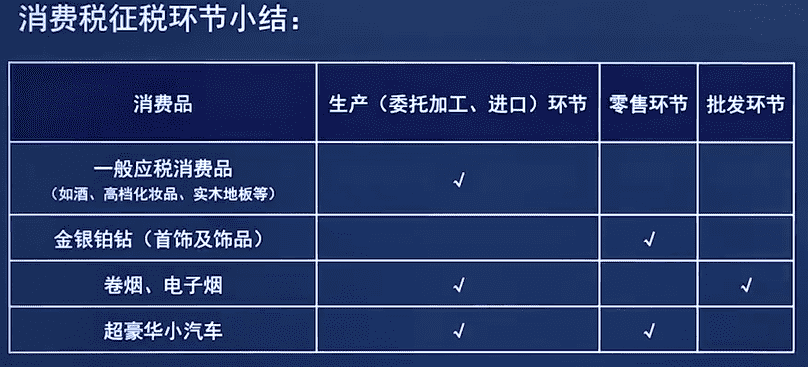 消费税征税环节小结：
消费品 生产（委托加工、进口）环节 零售环节 批发环节
一般应税消费品
（如酒、高档化妆品、实木地板等） √
金银铂钻（首饰及饰品） √
卷烟、电子烟 √ √
超豪华小汽车 √ √